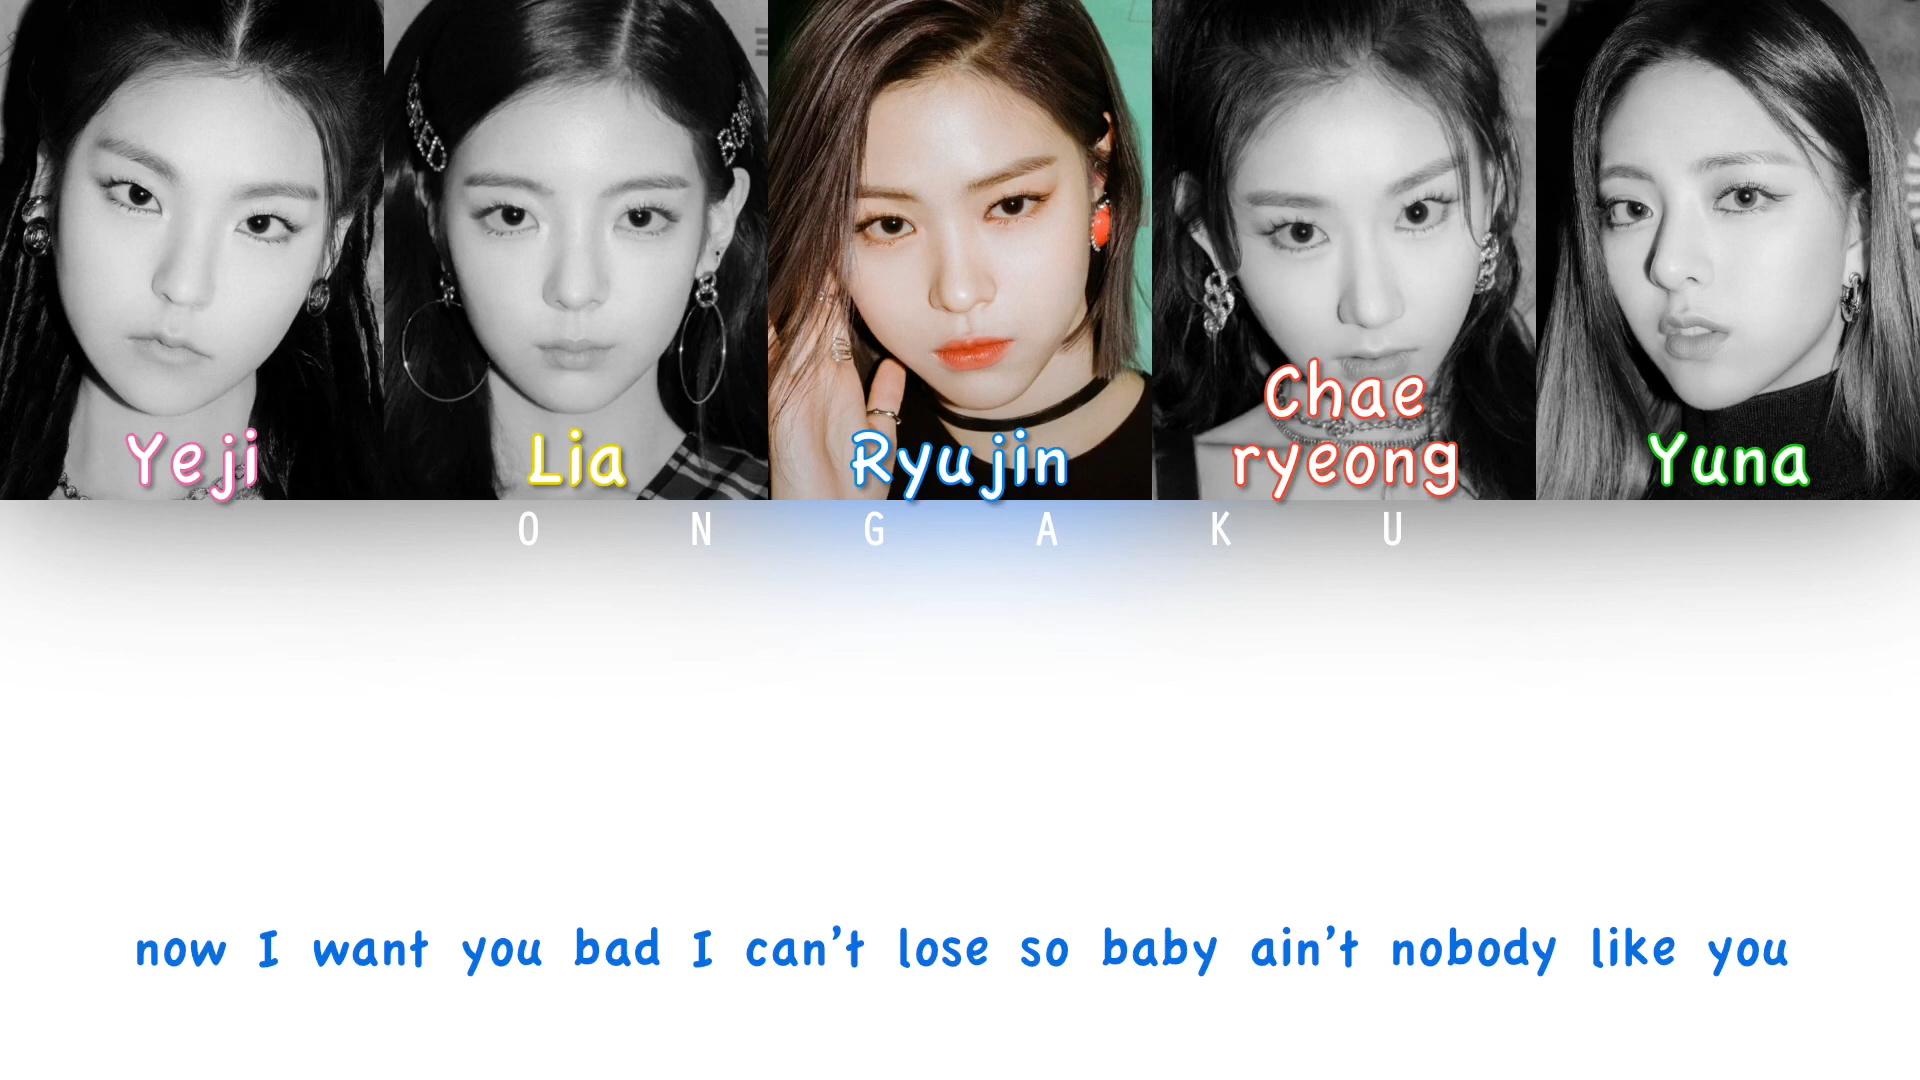 Yeji
Lia
Ryujin
Chae
ryeong
Yuna
O N G A K U
now I want you bad I can't lose so baby ain't nobody like you